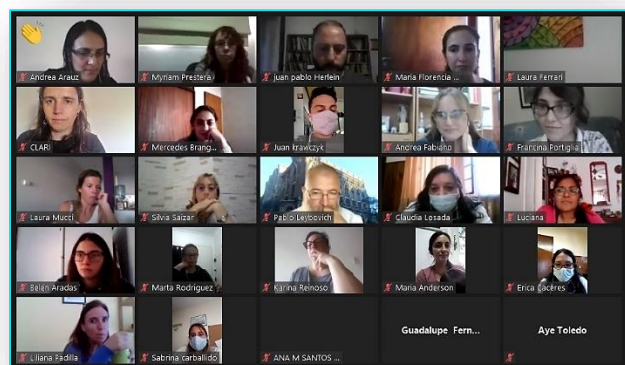 Andrea Arauz
Myriam Prestera
juan pablo Herlein
Maria Florencia ...
Laura Ferrari
CLARI
Mercedes Brang...
Juan krawczyk
Andrea Fabiano
Francina Portiglia
Laura Mucci
Silvia Saizar
Pablo Leybovich
Claudia Losada
Luciana
Belén Aradas
Marta Rodriguez
Karina Reinoso
Maria Anderson
Erica Cacéres
Liliana Padilla
Sabrina carballido
ANA M SANTOS ...
Guadalupe Fern...
Aye Toledo